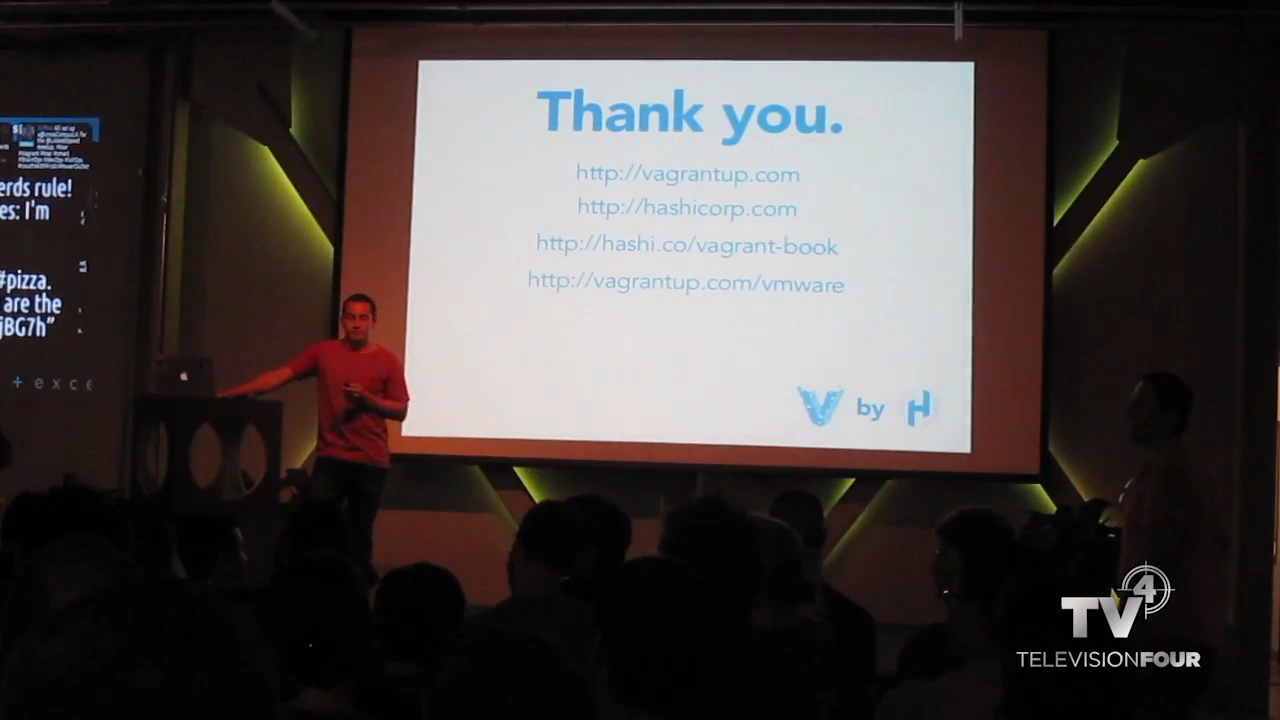 erds rule!
es: I'm
#pizza.
are the
jBG7h”
+ exce
Thank you.
http://vagrantup.com
http://hashicorp.com
http://hashi.co/vagrant-book
http://vagrantup.com/vmware
V by H
TV4
TELEVISIONFOUR